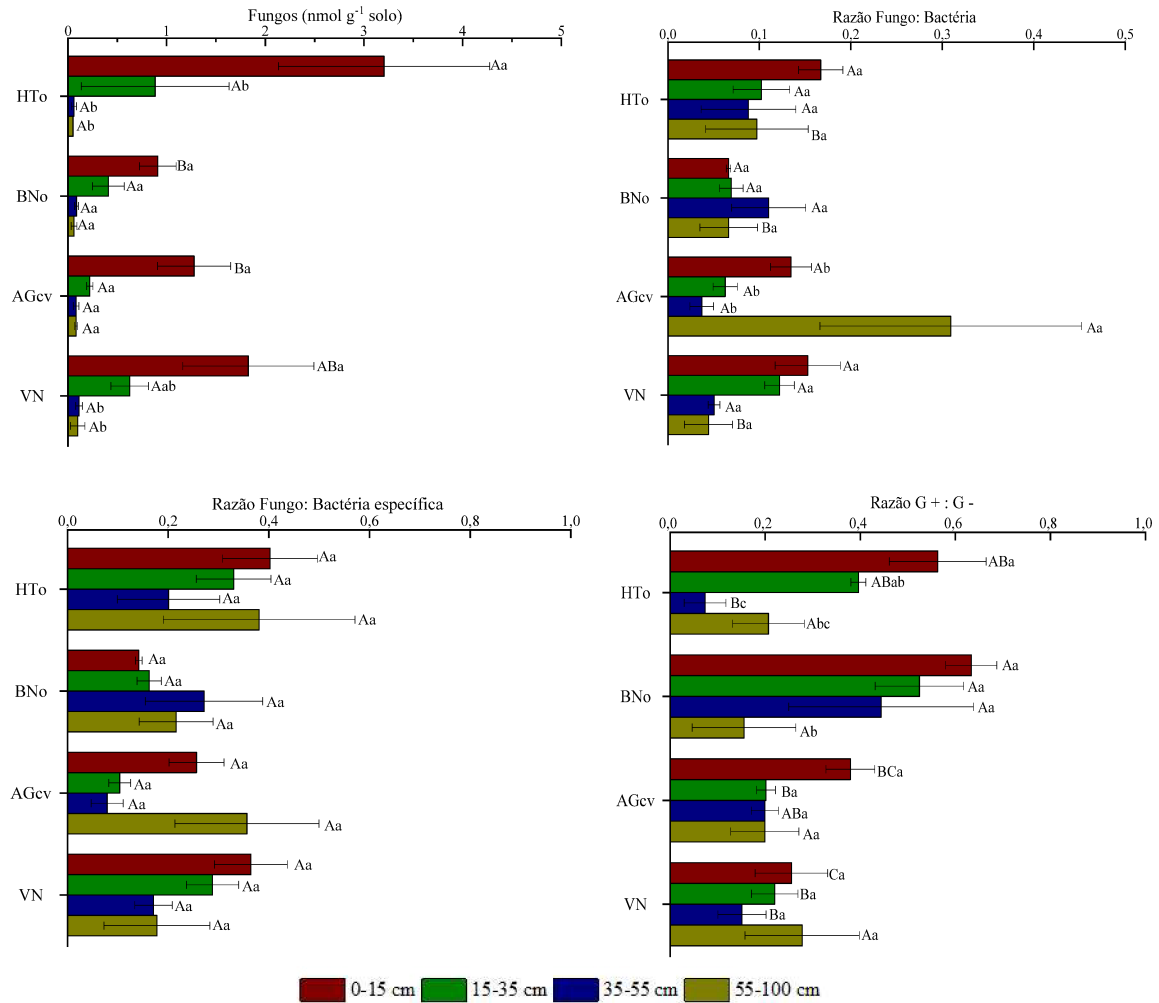 Fungos (nmol g⁻¹ solo)
0 1 2 3 4 5
HTo
Aa
Ab
Ab
Ab
BNo
Ba
Aa
Aa
Aa
AGcv
Ba
Aa
Aa
Aa
VN
ABa
Aab
Ab
Ab
Razão Fungo: Bactéria
0,0 0,1 0,2 0,3 0,4 0,5
HTo
Aa
Aa
Aa
Ba
BNo
Aa
Aa
Aa
Ba
AGcv
Ab
Ab
Ab
Aa
VN
Aa
Aa
Aa
Ba
Razão Fungo: Bactéria específica
0,0 0,2 0,4 0,6 0,8 1,0
HTo
Aa
Aa
Aa
Aa
BNo
Aa
Aa
Aa
Aa
AGcv
Aa
Aa
Aa
Aa
VN
Aa
Aa
Aa
Aa
Razão G + : G -
0,0 0,2 0,4 0,6 0,8 1,0
HTo
ABa
ABab
Bc
Abc
BNo
Aa
Aa
Aa
Ab
AGcv
BCa
Ba
ABa
Aa
VN
Ca
Ba
Ba
Aa
0-15 cm 15-35 cm 35-55 cm 55-100 cm